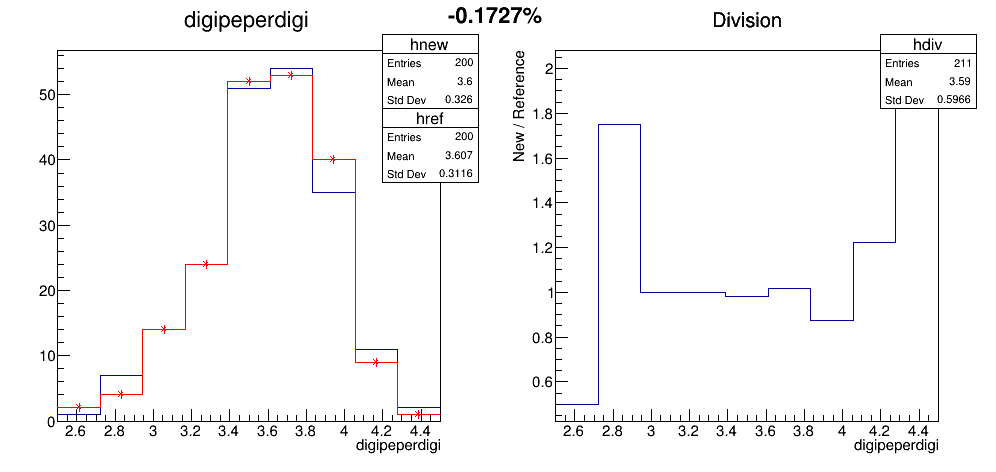 -0.1727%
digipeperdigi
hnew
Entries 200
Mean 3.6
Std Dev 0.326
href
Entries 200
Mean 3.607
Std Dev 0.3116
50
40
30
20
10
0
2.6 2.8 3 3.2 3.4 3.6 3.8 4 4.2 4.4
digipeperdigi
Division
hdiv
Entries 211
Mean 3.59
Std Dev 0.5966
New / Reference
2
1.8
1.6
1.4
1.2
1
0.8
0.6
2.6 2.8 3 3.2 3.4 3.6 3.8 4 4.2 4.4
digipeperdigi